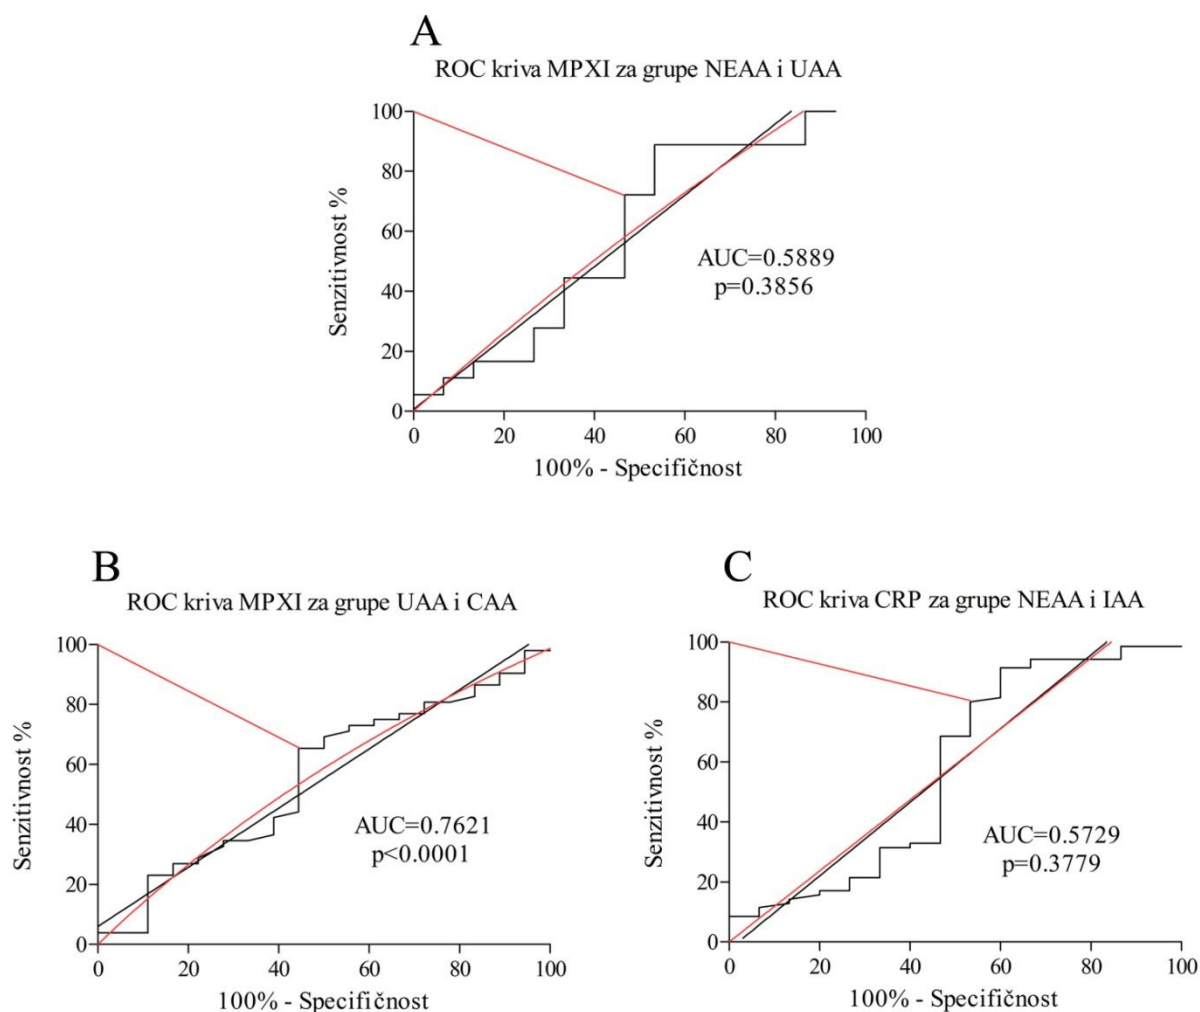 A
ROC kriva MPXI za grupe NEAA i UAA
100
80
60
40
20
0
Senzitivnost %
AUC=0.5889
p=0.3856
0 20 40 60 80 100
100% - Specifičnost
B
ROC kriva MPXI za grupe UAA i CAA
100
80
60
40
20
0
Senzitivnost %
AUC=0.7621
p<0.0001
0 20 40 60 80 100
100% - Specifičnost
C
ROC kriva CRP za grupe NEAA i IAA
100
80
60
40
20
0
Senzitivnost %
AUC=0.5729
p=0.3779
0 20 40 60 80 100
100% - Specifičnost